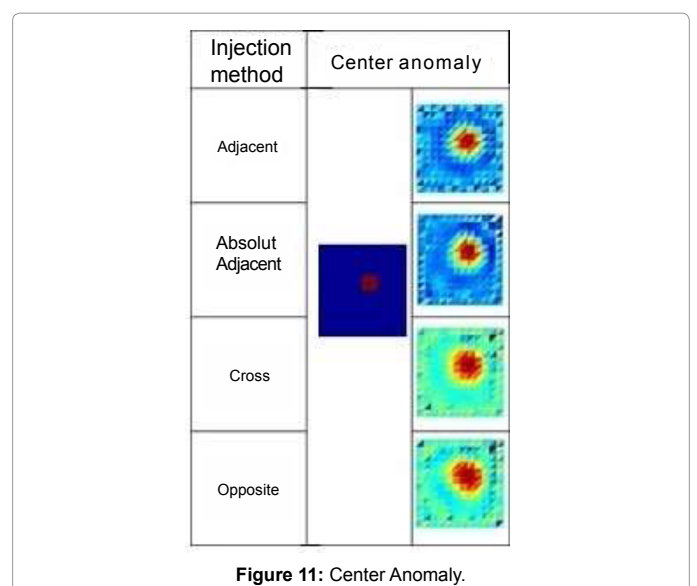 Injection
method
Center anomaly
Adjacent
Absolut
Adjacent
Cross
Opposite
Figure 11: Center Anomaly.